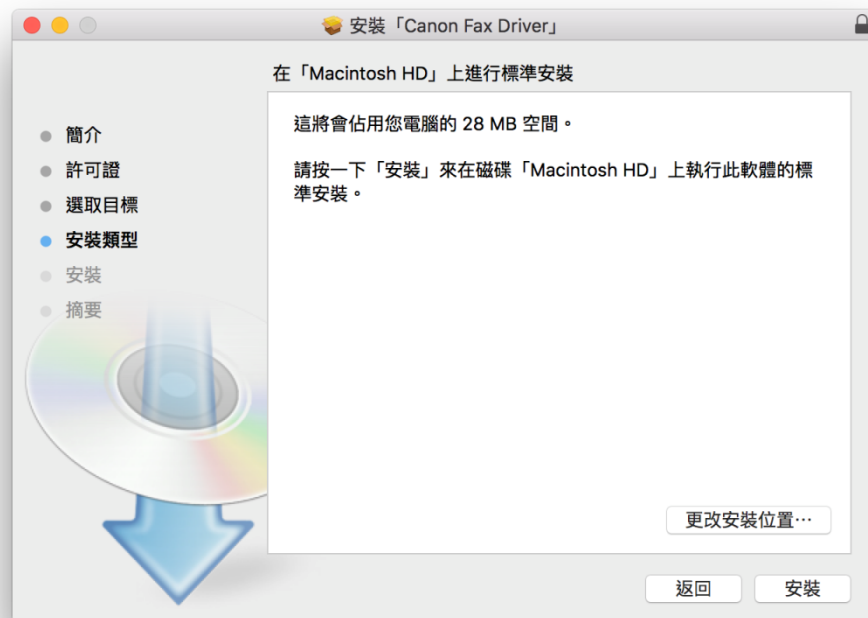 安裝「Canon Fax Driver」
在「Macintosh HD」上進行標準安裝
簡介
許可證
選取目標
安裝類型
安裝
摘要
這將會佔用您電腦的 28 MB 空間。
請按一下「安裝」來在磁碟「Macintosh HD」上執行此軟體的標
準安裝。
更改安裝位置⋯
返回
安裝